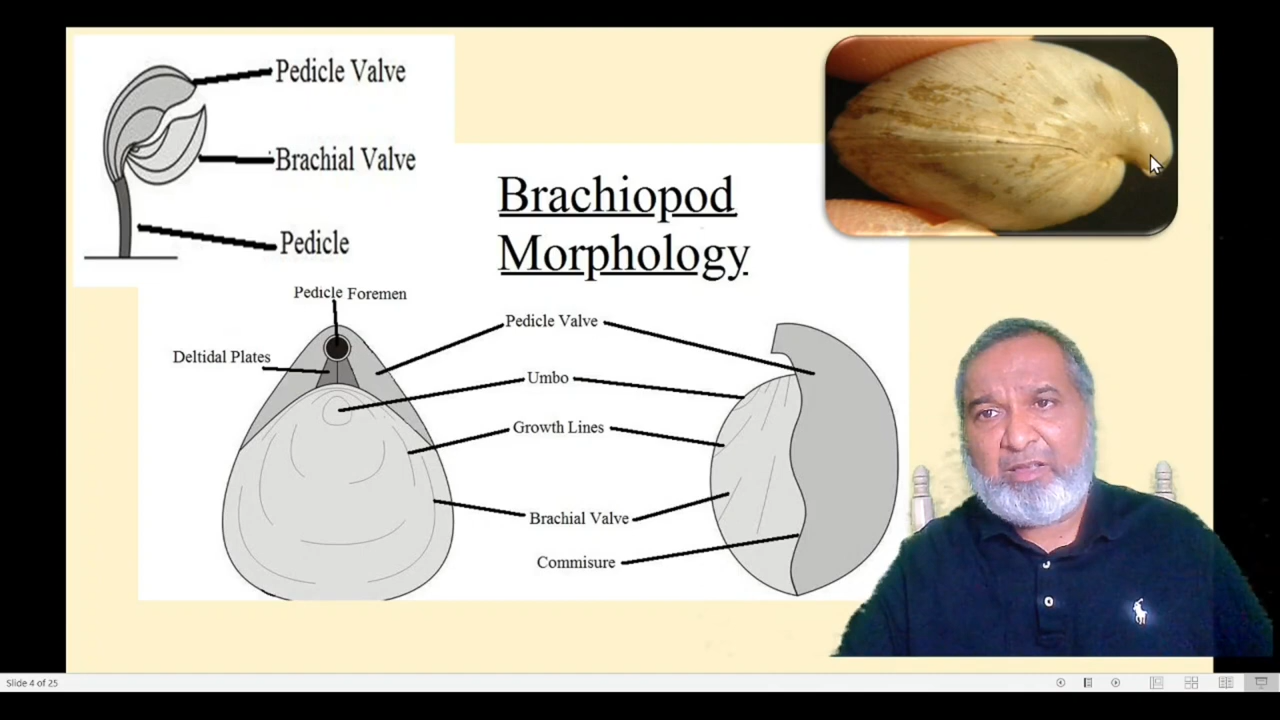 Pedicle Valve
Brachial Valve
Pedicle
Brachiopod
Morphology
Pedicle Foremen
Deltidal Plates
Pedicle Valve
Umbo
Growth Lines
Brachial Valve
Commisure
Slide 4 of 25